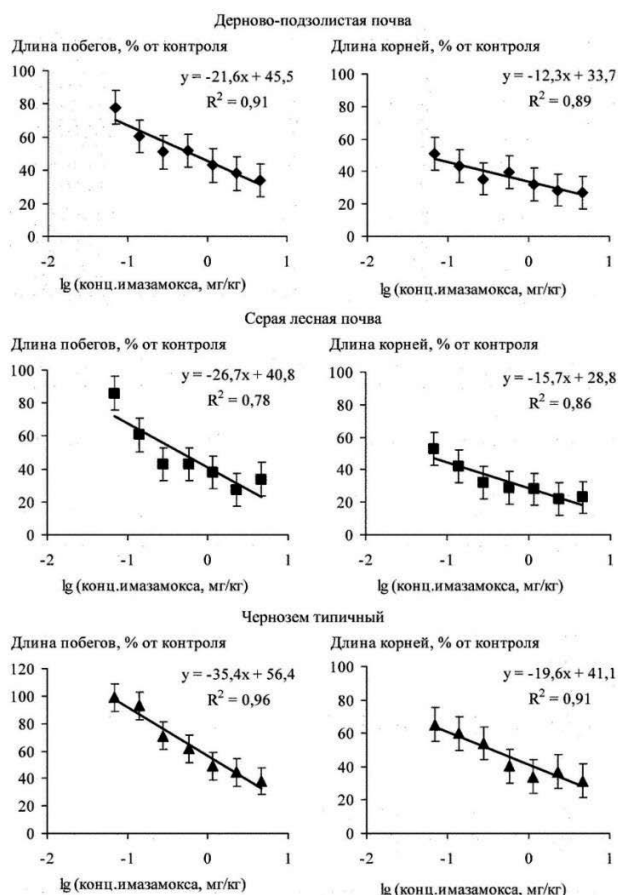 Дерново-подзолистая почва
Длина побегов, % от контроля
y = -21,6x + 45,5
R² = 0,91
100
80
60
40
20
0
-2 -1 0 1
lg (конц.имазамокса, мг/кг)
Длина корней, % от контроля
y = -12,3x + 33,7
R² = 0,89
100
80
60
40
20
0
-2 -1 0 1
lg (конц.имазамокса, мг/кг)
Серая лесная почва
Длина побегов, % от контроля
y = -26,7x + 40,8
R² = 0,78
100
80
60
40
20
0
-2 -1 0 1
lg (конц.имазамокса, мг/кг)
Длина корней, % от контроля
y = -15,7x + 28,8
R² = 0,86
100
80
60
40
20
0
-2 -1 0 1
lg (конц.имазамокса, мг/кг)
Чернозем типичный
Длина побегов, % от контроля
y = -35,4x + 56,4
R² = 0,96
120
100
80
60
40
20
0
-2 -1 0 1
lg (конц.имазамокса, мг/кг)
Длина корней, % от контроля
y = -19,6x + 41,1
R² = 0,91
100
80
60
40
20
0
-2 -1 0 1
lg (конц.имазамокса, мг/кг)